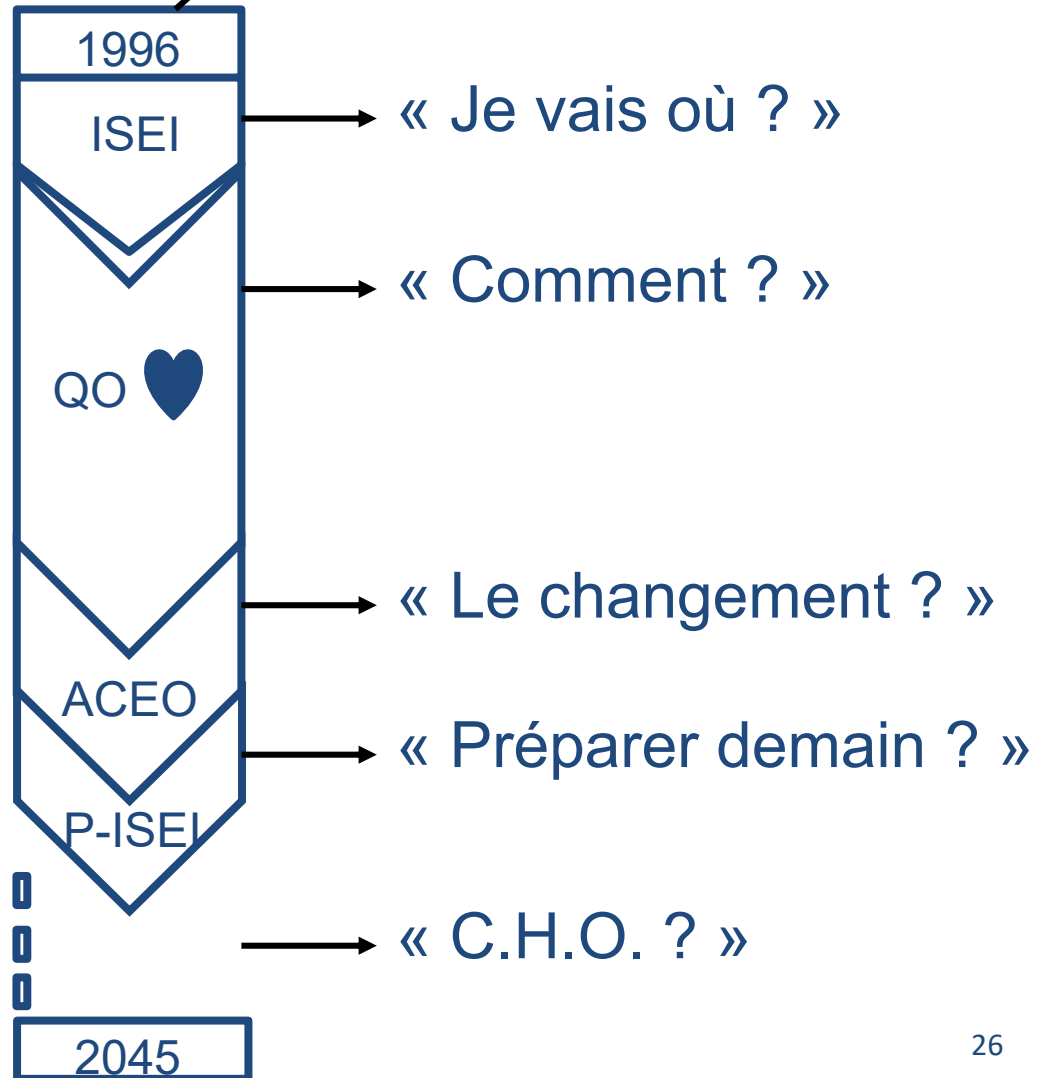 1996
ISEI
« Je vais où ? »
« Comment ? »
QO
« Le changement ? »
ACEO
« Préparer demain ? »
P-ISEI
« C.H.O. ? »
2045
26